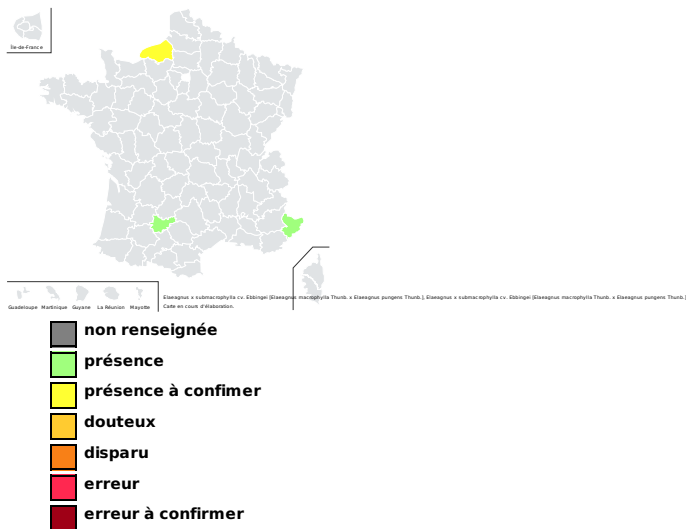 Île-de-France
Guadeloupe Martinique Guyane La Réunion Mayotte
Elaeagnus x submacrophylla cv. Ebbingei [Elaeagnus macrophylla Thunb. x Elaeagnus pungens Thunb.], Elaeagnus x submacrophylla cv. Ebbingei [Elaeagnus macrophylla Thunb. x Elaeagnus pungens Thunb.]
Carte en cours d'élaboration.
non renseignée
présence
présence à confimer
douteux
disparu
erreur
erreur à confirmer